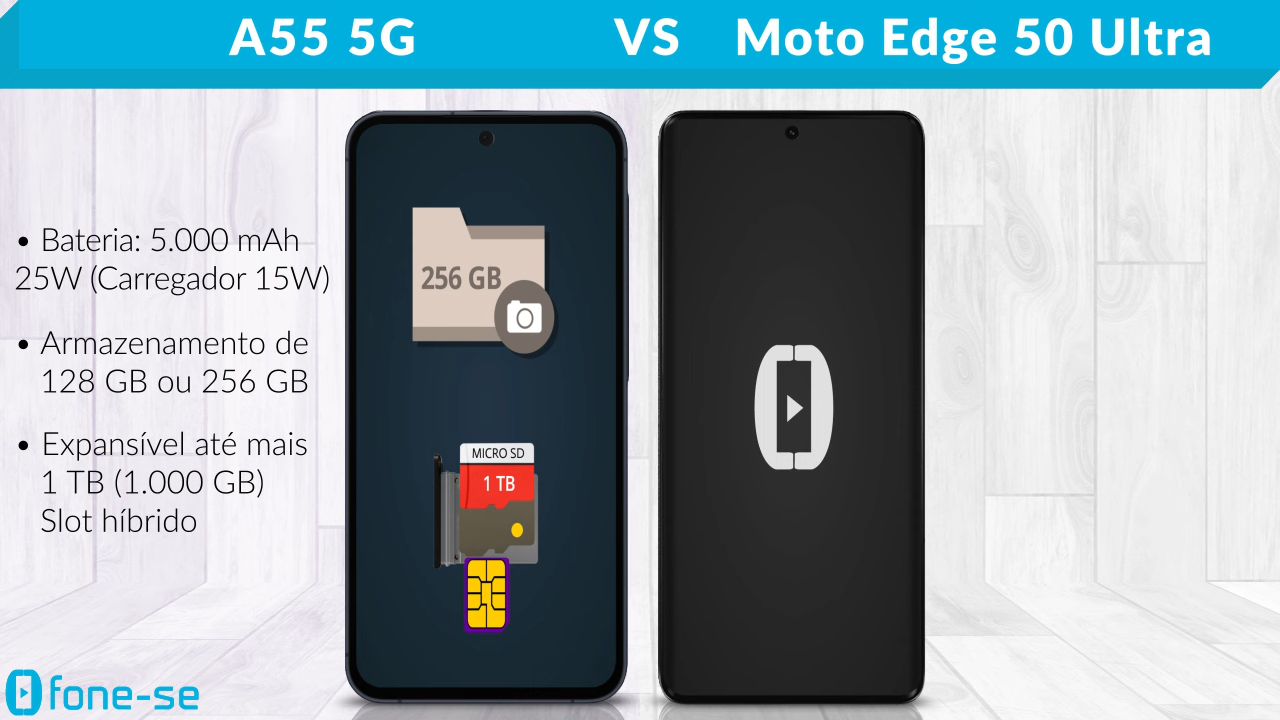 A55 5G VS Moto Edge 50 Ultra
• Bateria: 5.000 mAh
25W (Carregador 15W)
• Armazenamento de
128 GB ou 256 GB
• Expansível até mais
1 TB (1.000 GB)
Slot híbrido
256 GB
MICRO SD
1 TB
fone-se